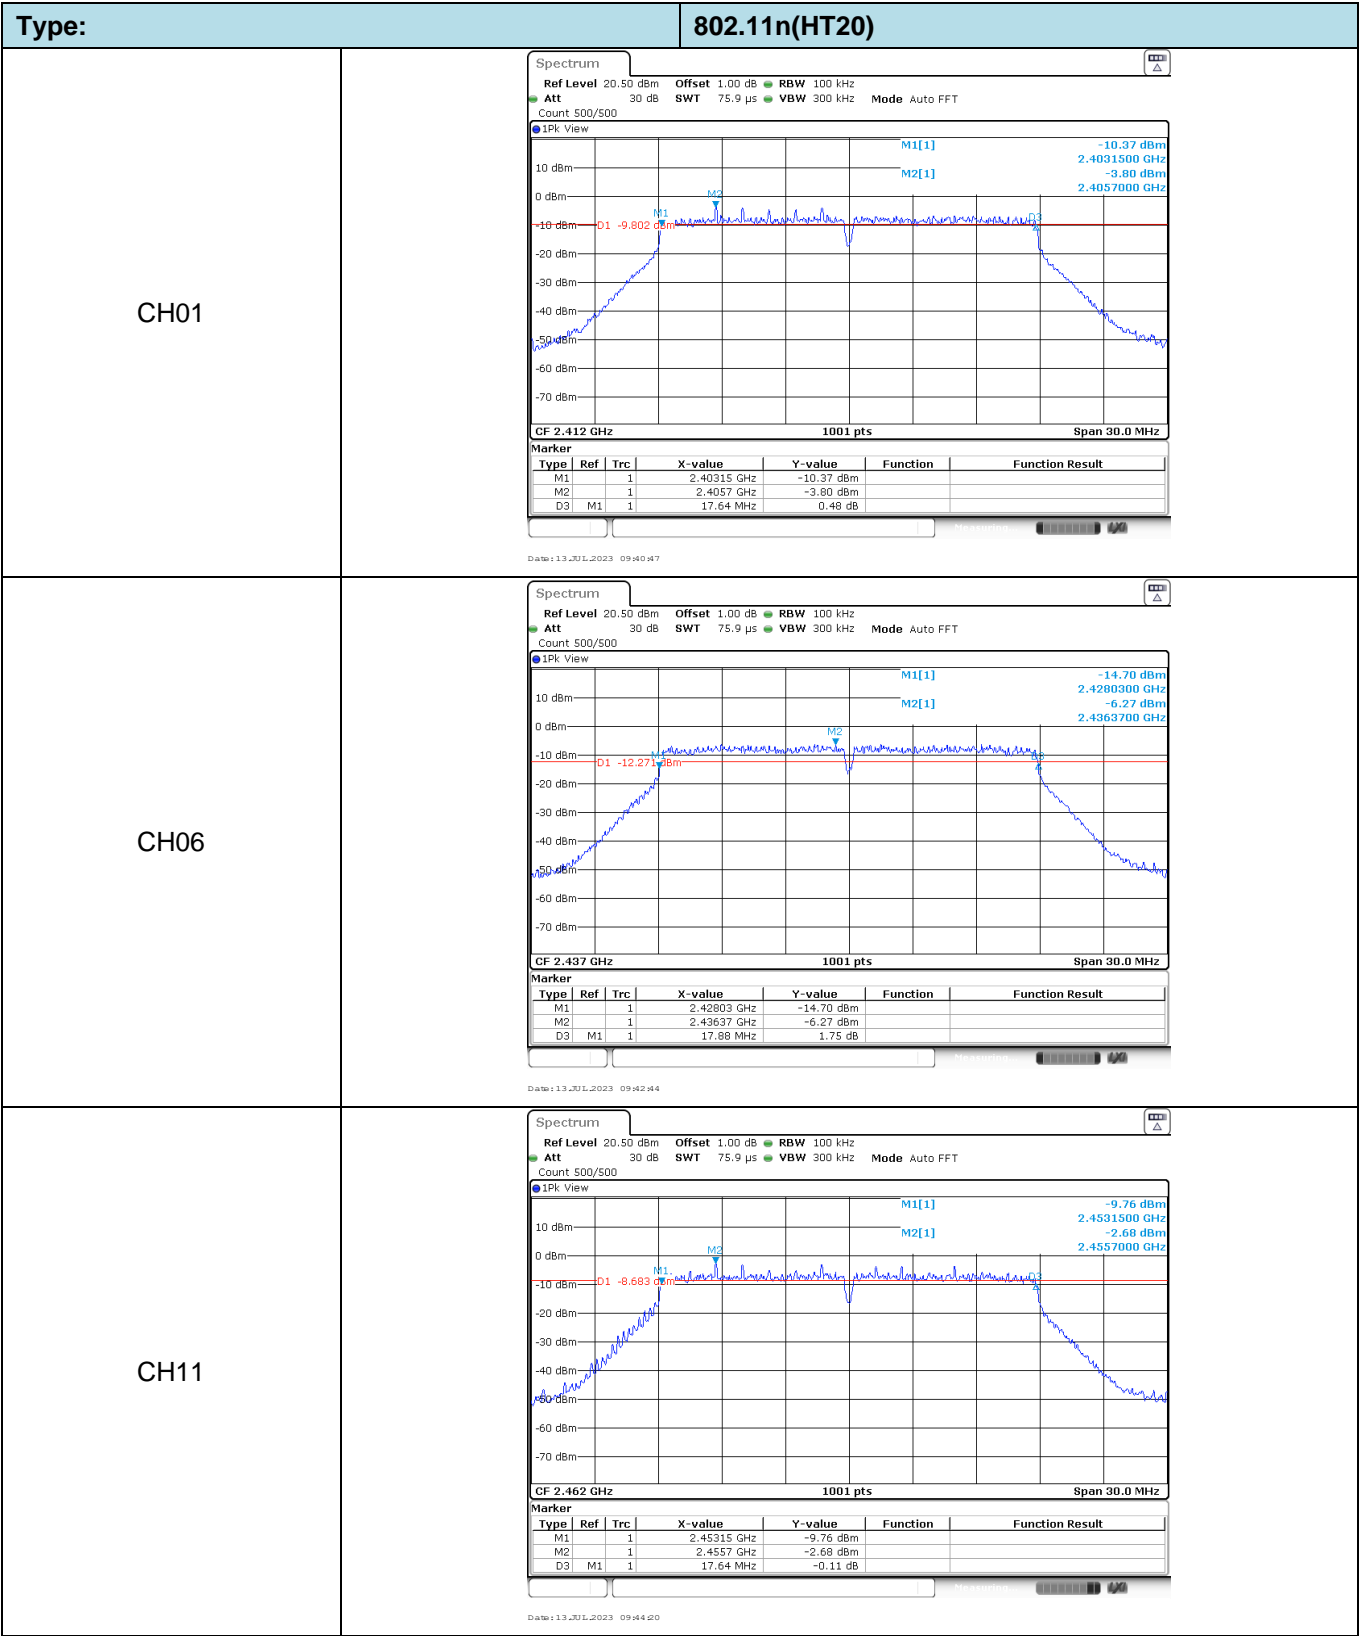 Type: 802.11n(HT20)
CH01
Spectrum
Ref Level 20.50 dBm Offset 1.00 dB RBW 100 kHz
Att 30 dB SWT 75.9 µs VBW 300 kHz Mode Auto FFT
Count 500/500
1Pk View
M1[1] -10.37 dBm
2.4031500 GHz
10 dBm
M2[1] -3.80 dBm
2.4057000 GHz
0 dBm
M2
M1
D3
-10 dBm
D1 -9.802 dBm
-20 dBm
-30 dBm
-40 dBm
-50 dBm
-60 dBm
-70 dBm
CF 2.412 GHz 1001 pts Span 30.0 MHz
Marker
Type Ref Trc X-value Y-value Function Function Result
M1 1 2.40315 GHz -10.37 dBm
M2 1 2.4057 GHz -3.80 dBm
D3 M1 1 17.64 MHz 0.48 dB
Measuring...
Date: 13.JUL.2023 09:40:47
CH06
Spectrum
Ref Level 20.50 dBm Offset 1.00 dB RBW 100 kHz
Att 30 dB SWT 75.9 µs VBW 300 kHz Mode Auto FFT
Count 500/500
1Pk View
M1[1] -14.70 dBm
2.4280300 GHz
10 dBm
M2[1] -6.27 dBm
2.4363700 GHz
0 dBm
M2
-10 dBm
M1
D3
D1 -12.271 dBm
-20 dBm
-30 dBm
-40 dBm
-50 dBm
-60 dBm
-70 dBm
CF 2.437 GHz 1001 pts Span 30.0 MHz
Marker
Type Ref Trc X-value Y-value Function Function Result
M1 1 2.42803 GHz -14.70 dBm
M2 1 2.43637 GHz -6.27 dBm
D3 M1 1 17.88 MHz 1.75 dB
Measuring...
Date: 13.JUL.2023 09:42:44
CH11
Spectrum
Ref Level 20.50 dBm Offset 1.00 dB RBW 100 kHz
Att 30 dB SWT 75.9 µs VBW 300 kHz Mode Auto FFT
Count 500/500
1Pk View
M1[1] -9.76 dBm
2.4531500 GHz
10 dBm
M2[1] -2.68 dBm
2.4557000 GHz
0 dBm
M2
M1
D3
-10 dBm
D1 -8.683 dBm
-20 dBm
-30 dBm
-40 dBm
-50 dBm
-60 dBm
-70 dBm
CF 2.462 GHz 1001 pts Span 30.0 MHz
Marker
Type Ref Trc X-value Y-value Function Function Result
M1 1 2.45315 GHz -9.76 dBm
M2 1 2.4557 GHz -2.68 dBm
D3 M1 1 17.64 MHz -0.11 dB
Measuring...
Date: 13.JUL.2023 09:44:20